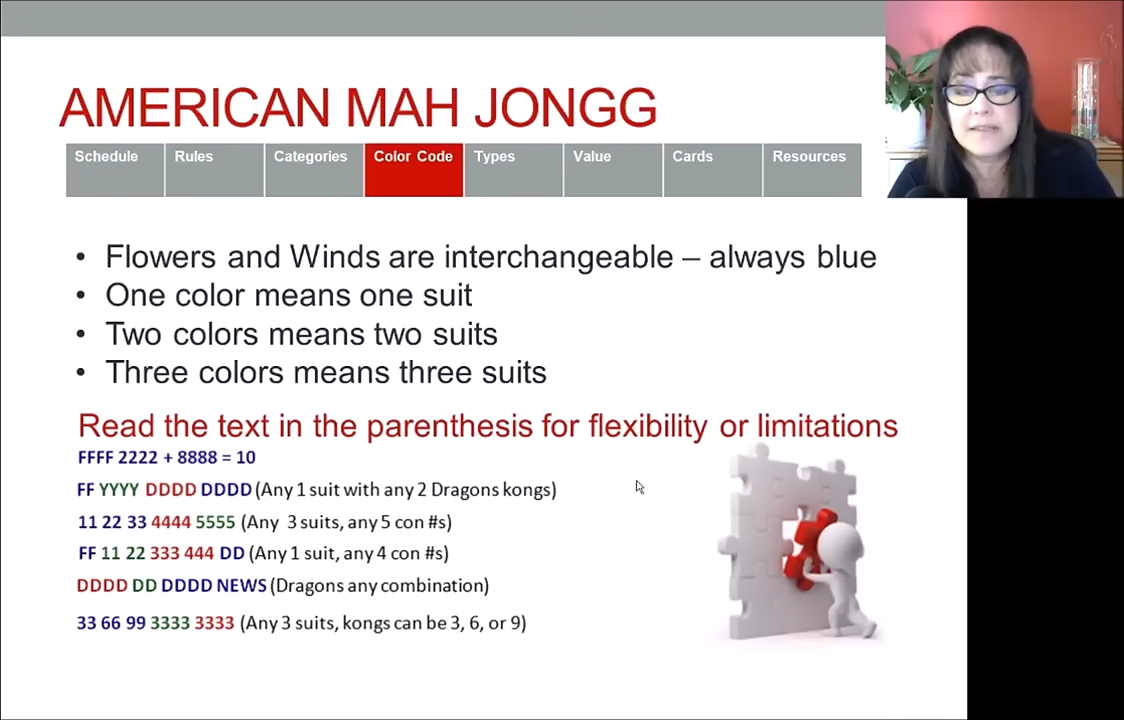 AMERICAN MAH JONGG
Schedule Rules Categories Color Code Types Value Cards Resources
• Flowers and Winds are interchangeable – always blue
• One color means one suit
• Two colors means two suits
• Three colors means three suits
Read the text in the parenthesis for flexibility or limitations
FFFF 2222 + 8888 = 10
FF YYYY DDDD DDDD (Any 1 suit with any 2 Dragons kongs)
11 22 33 4444 5555 (Any 3 suits, any 5 con #s)
FF 11 22 333 444 DD (Any 1 suit, any 4 con #s)
DDDD DD DDDD NEWS (Dragons any combination)
33 66 99 3333 3333 (Any 3 suits, kongs can be 3, 6, or 9)